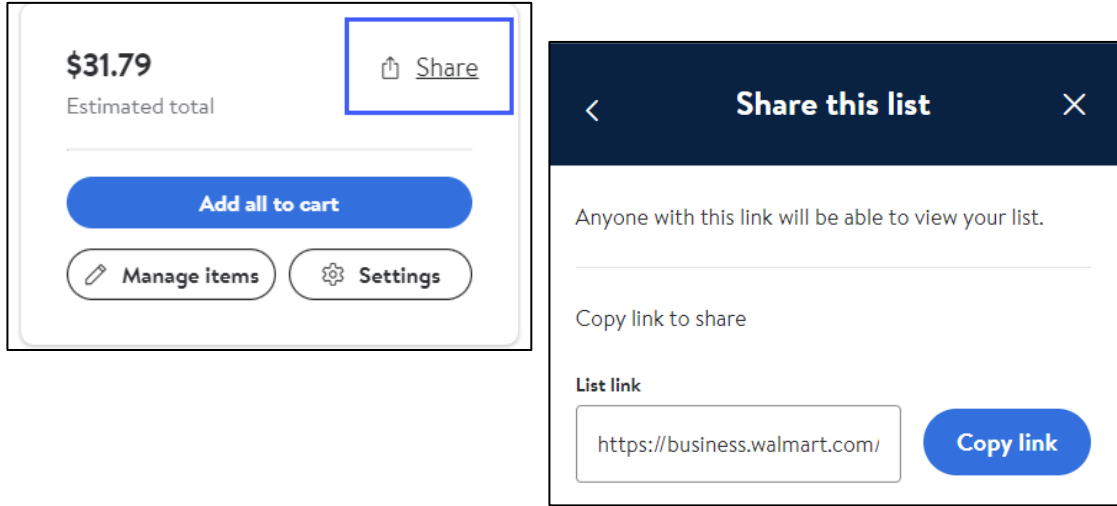 $31.79
Share
Estimated total
Add all to cart
Manage items
Settings
Share this list
Anyone with this link will be able to view your list.
Copy link to share
List link
https://business.walmart.com/
Copy link